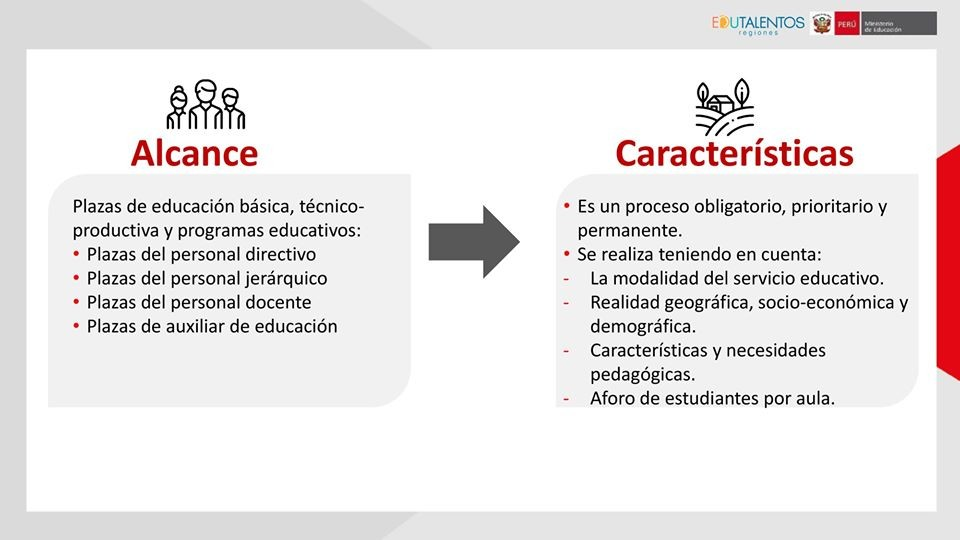 EDUTALENTOS
regiones
PERÚ
Ministerio
de Educación
Alcance
Plazas de educación básica, técnico-
productiva y programas educativos:
• Plazas del personal directivo
• Plazas del personal jerárquico
• Plazas del personal docente
• Plazas de auxiliar de educación
Características
• Es un proceso obligatorio, prioritario y
permanente.
• Se realiza teniendo en cuenta:
- La modalidad del servicio educativo.
- Realidad geográfica, socio-económica y
demográfica.
- Características y necesidades
pedagógicas.
- Aforo de estudiantes por aula.